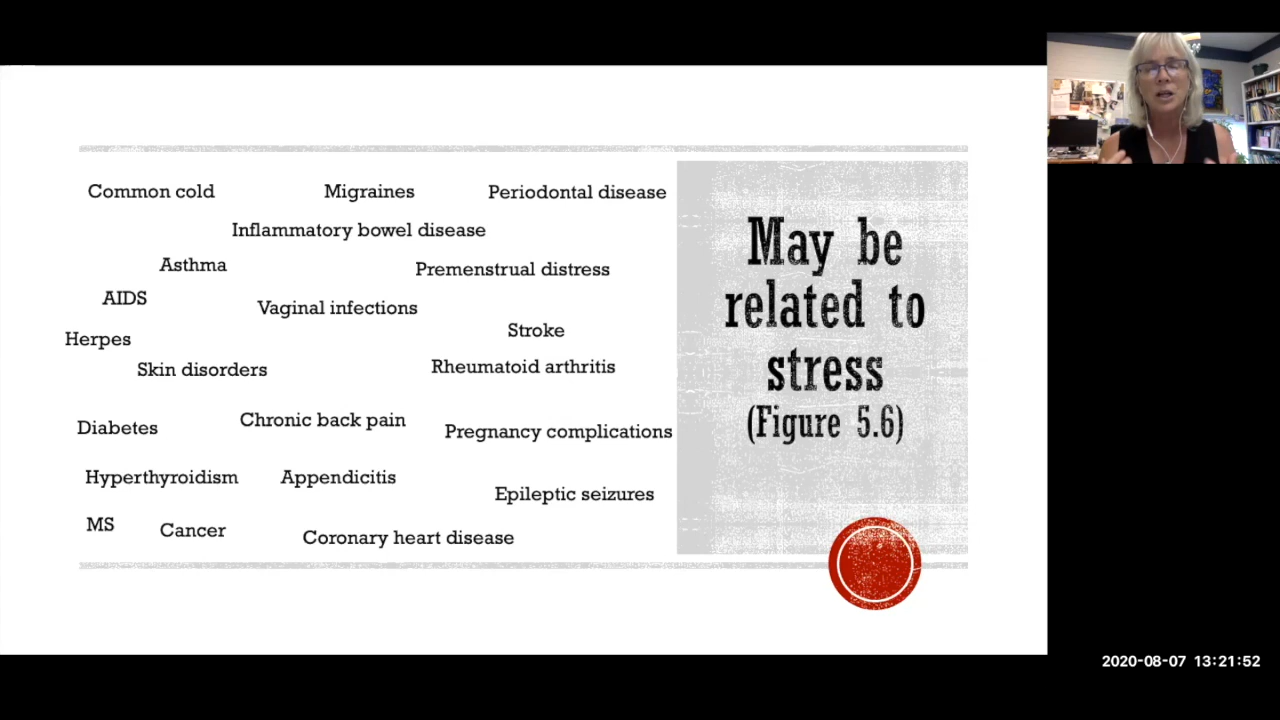 Common cold
Migraines
Periodontal disease
Inflammatory bowel disease
Asthma
Premenstrual distress
AIDS
Vaginal infections
Stroke
Herpes
Skin disorders
Rheumatoid arthritis
Diabetes
Chronic back pain
Pregnancy complications
Hyperthyroidism
Appendicitis
Epileptic seizures
MS
Cancer
Coronary heart disease
May be
related to
stress
(Figure 5.6)
2020-08-07 13:21:52